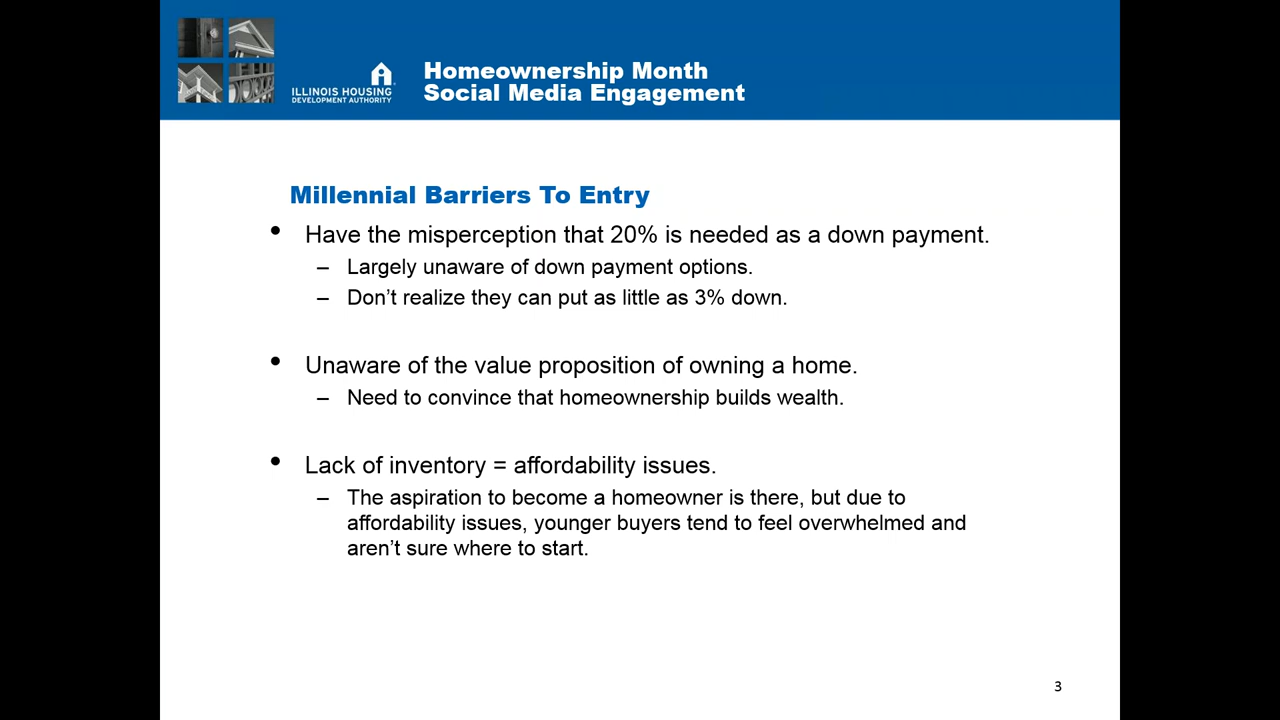 ILLINOIS HOUSING
DEVELOPMENT AUTHORITY
Homeownership Month
Social Media Engagement
Millennial Barriers To Entry
• Have the misperception that 20% is needed as a down payment.
– Largely unaware of down payment options.
– Don’t realize they can put as little as 3% down.
• Unaware of the value proposition of owning a home.
– Need to convince that homeownership builds wealth.
• Lack of inventory = affordability issues.
– The aspiration to become a homeowner is there, but due to
affordability issues, younger buyers tend to feel overwhelmed and
aren’t sure where to start.
3